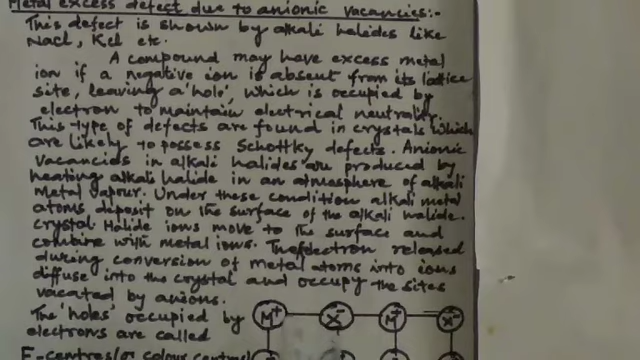 Metal excess defect due to anionic vacancies:-
This defect is shown by alkali halides like
Nacl, Kcl etc.
A compound may have excess metal
ion if a negative ion is absent from its lattice
site, leaving a 'hole', which is occupied by
electron to maintain electrical neutrality.
This type of defects are found in crystals which
are likely to possess Schottky defects. Anionic
vacancies in alkali halides are produced by
heating alkali halide in an atmosphere of alkali
Metal vapour. Under these condition alkali metal
atoms deposit on the surface of the alkali halide.
crystal. Halide ions move to the surface and
combine with metal ions. The electron released
during conversion of metal atoms into ions
diffuse into the crystal and occupy the sites
vacated by anions.
The 'holes' occupied by
electrons are called
M+ X- M+ X-
F-centres/or colour centres